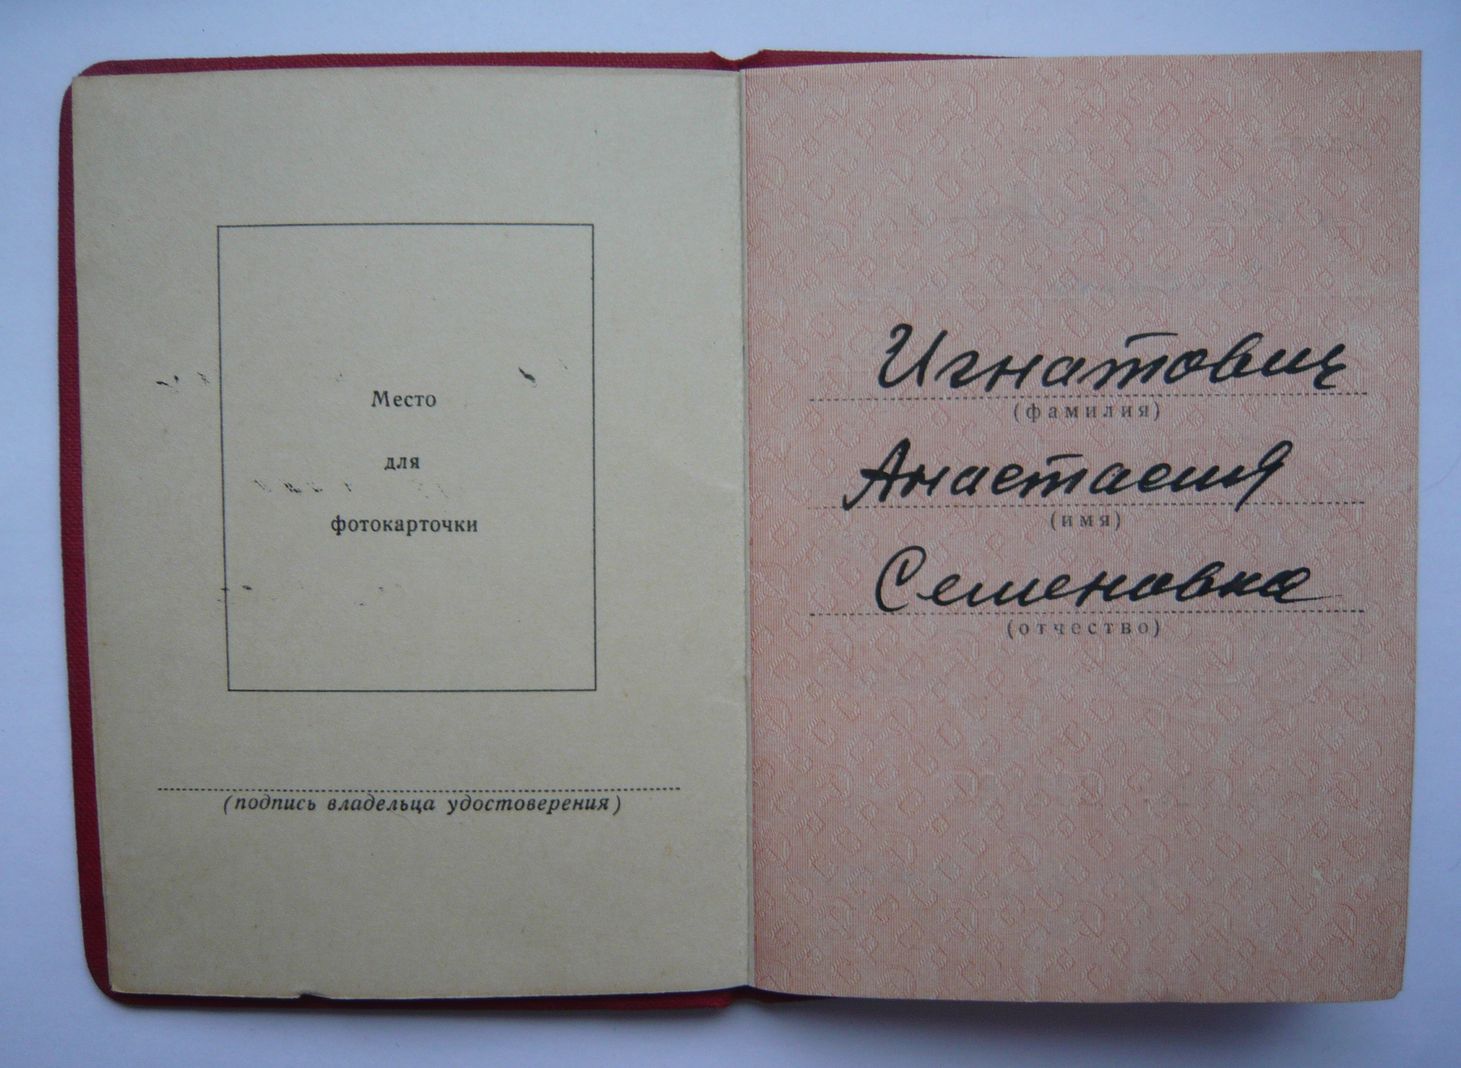 Место
для
фотокарточки
(подпись владельца удостоверения)
Игнатович
(фамилия)
Анастасия
(имя)
Семеновна
(отчество)